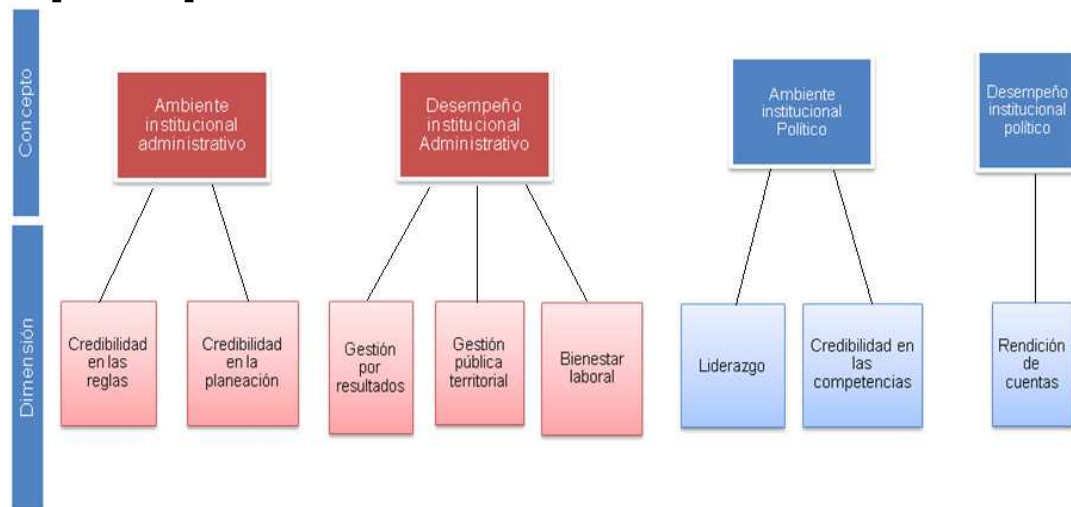 Concepto
Ambiente
institucional
administrativo
Desempeño
institucional
Administrativo
Ambiente
institucional
Político
Desempeño
institucional
político
Dimensión
Credibilidad
en las
reglas
Credibilidad
en la
planeación
Gestión
por
resultados
Gestión
pública
territorial
Bienestar
laboral
Liderazgo
Credibilidad en
las
competencias
Rendición
de
cuentas